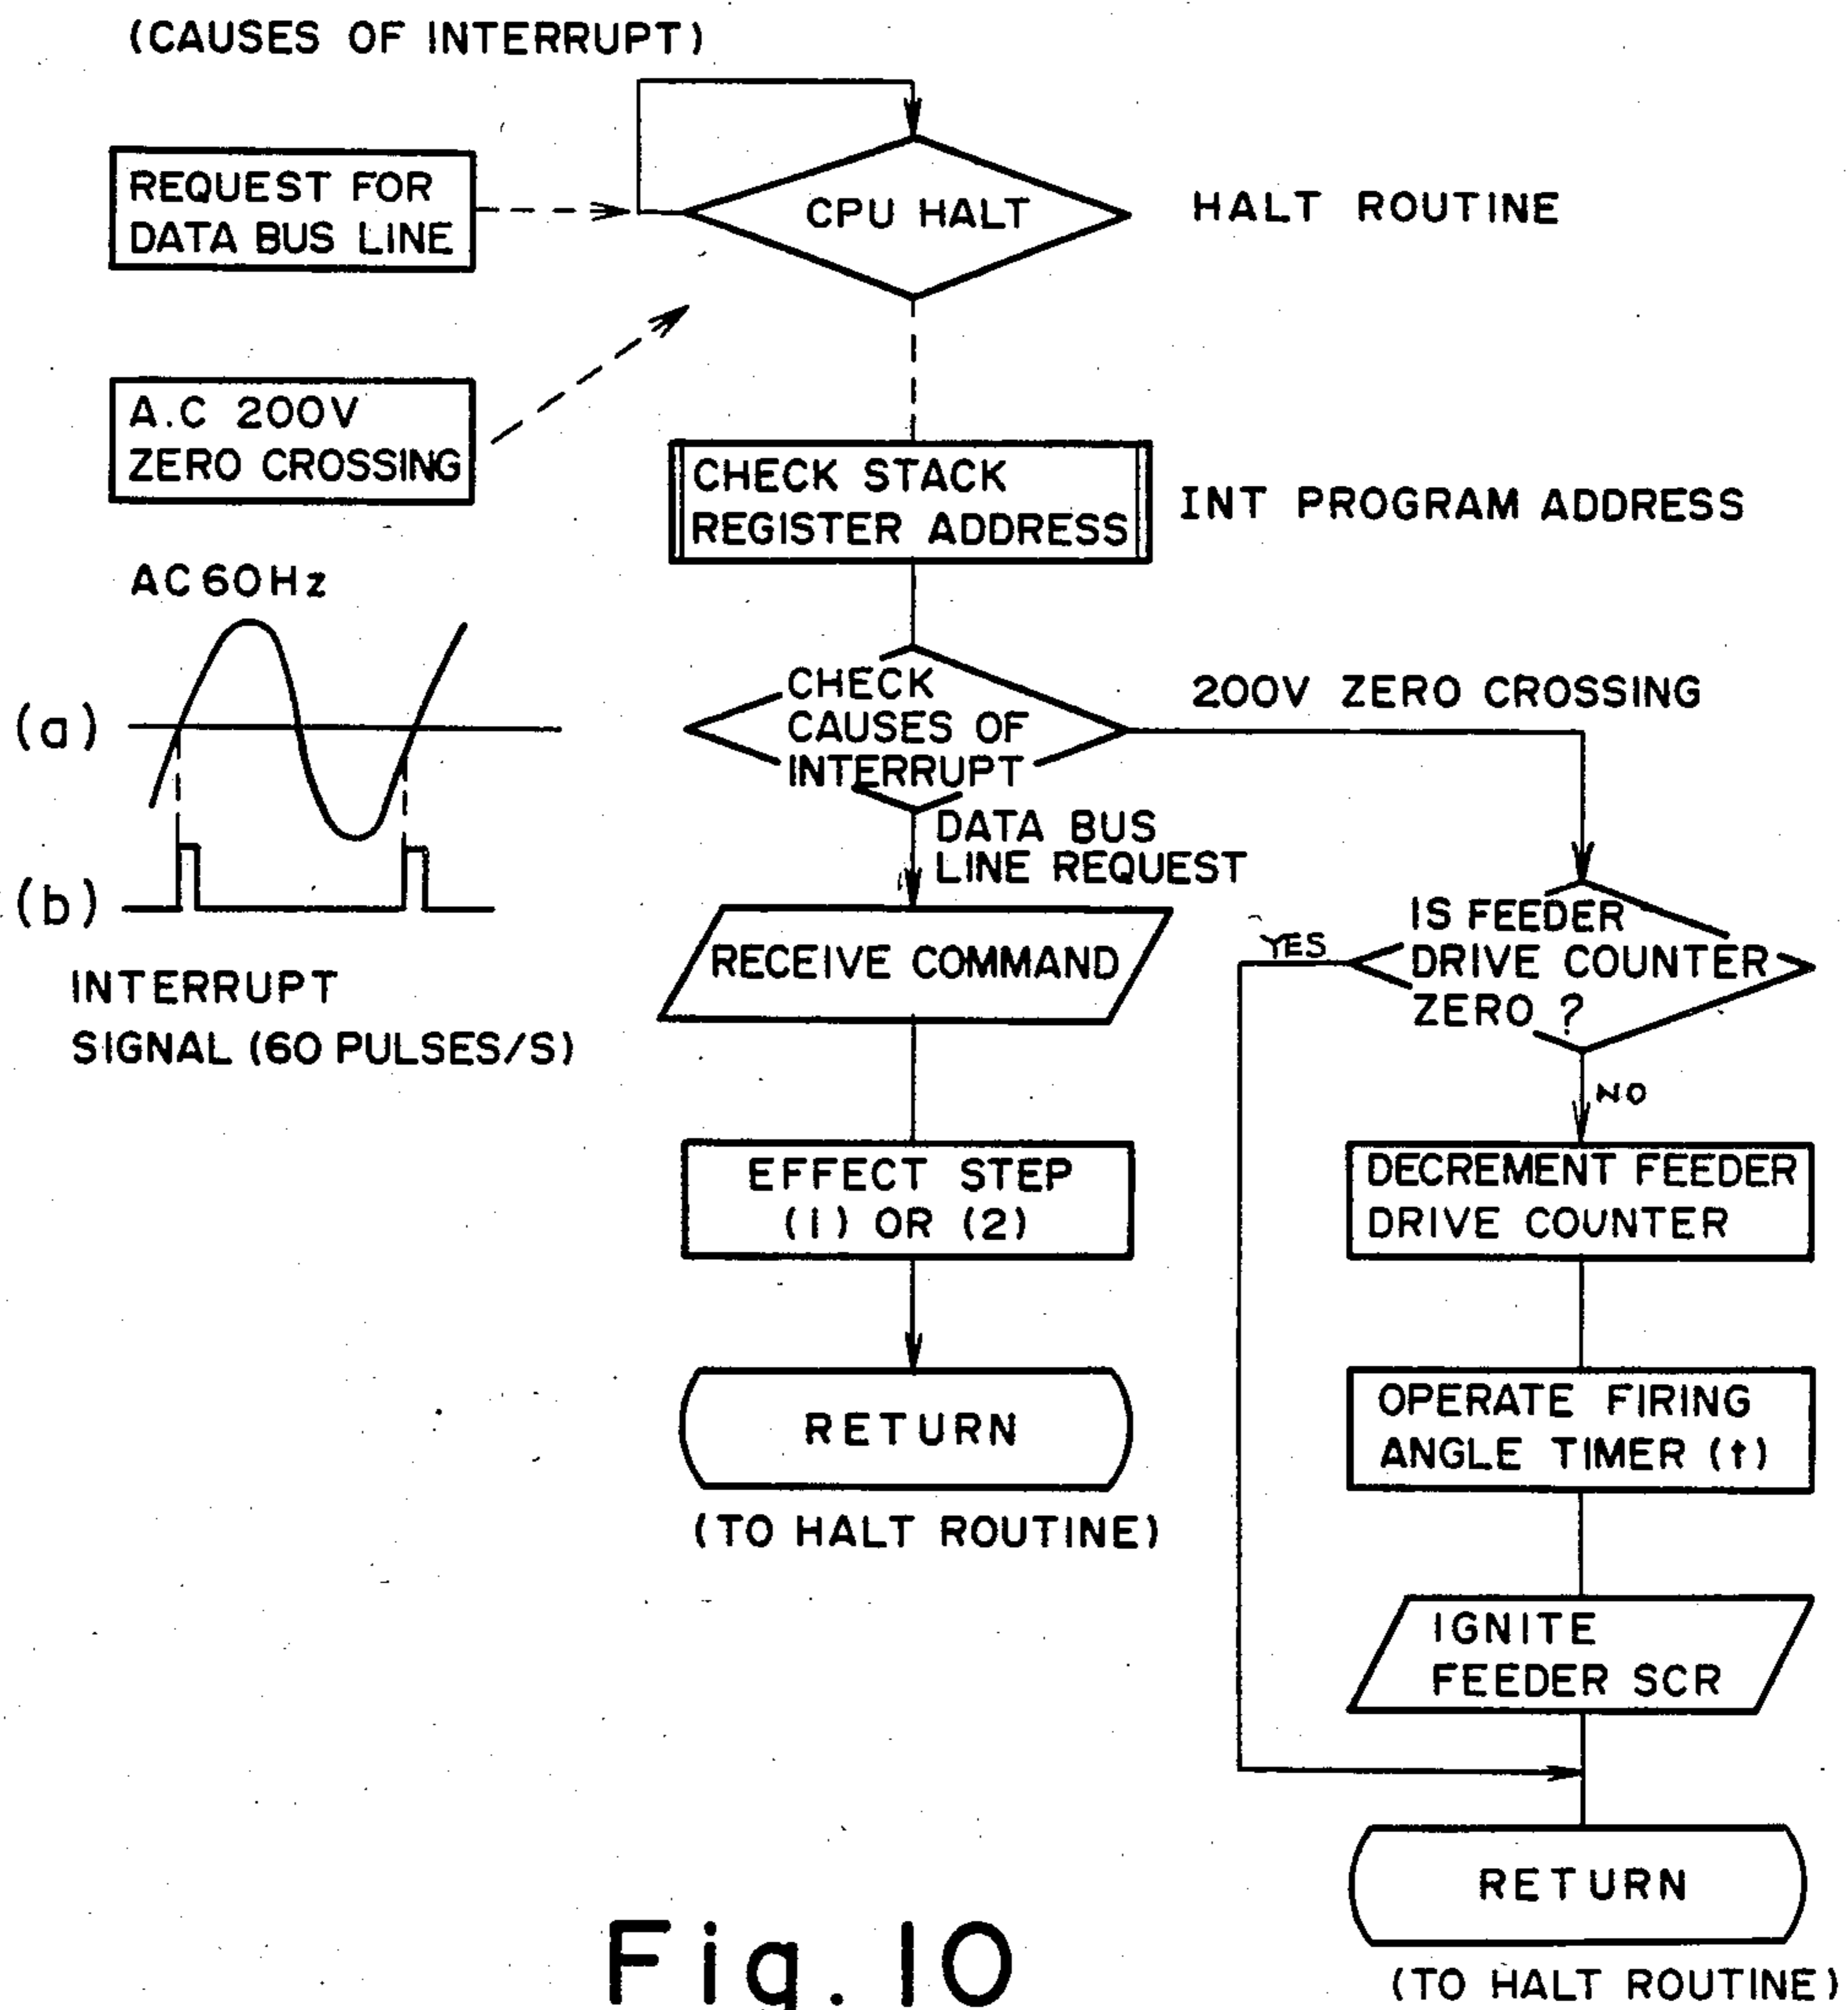 (CAUSES OF INTERRUPT)
REQUEST FOR
DATA BUS LINE
CPU HALT
HALT ROUTINE
A.C 200V
ZERO CROSSING
CHECK STACK
REGISTER ADDRESS
INT PROGRAM ADDRESS
AC 60Hz
(a)
(b)
INTERRUPT
SIGNAL (60 PULSES/S)
CHECK
CAUSES OF
INTERRUPT
200V ZERO CROSSING
DATA BUS
LINE REQUEST
RECEIVE COMMAND
EFFECT STEP
(1) OR (2)
RETURN
(TO HALT ROUTINE)
IS FEEDER
DRIVE COUNTER
ZERO ?
YES
NO
DECREMENT FEEDER
DRIVE COUNTER
OPERATE FIRING
ANGLE TIMER (t)
IGNITE
FEEDER SCR
RETURN
(TO HALT ROUTINE)
Fig. 10